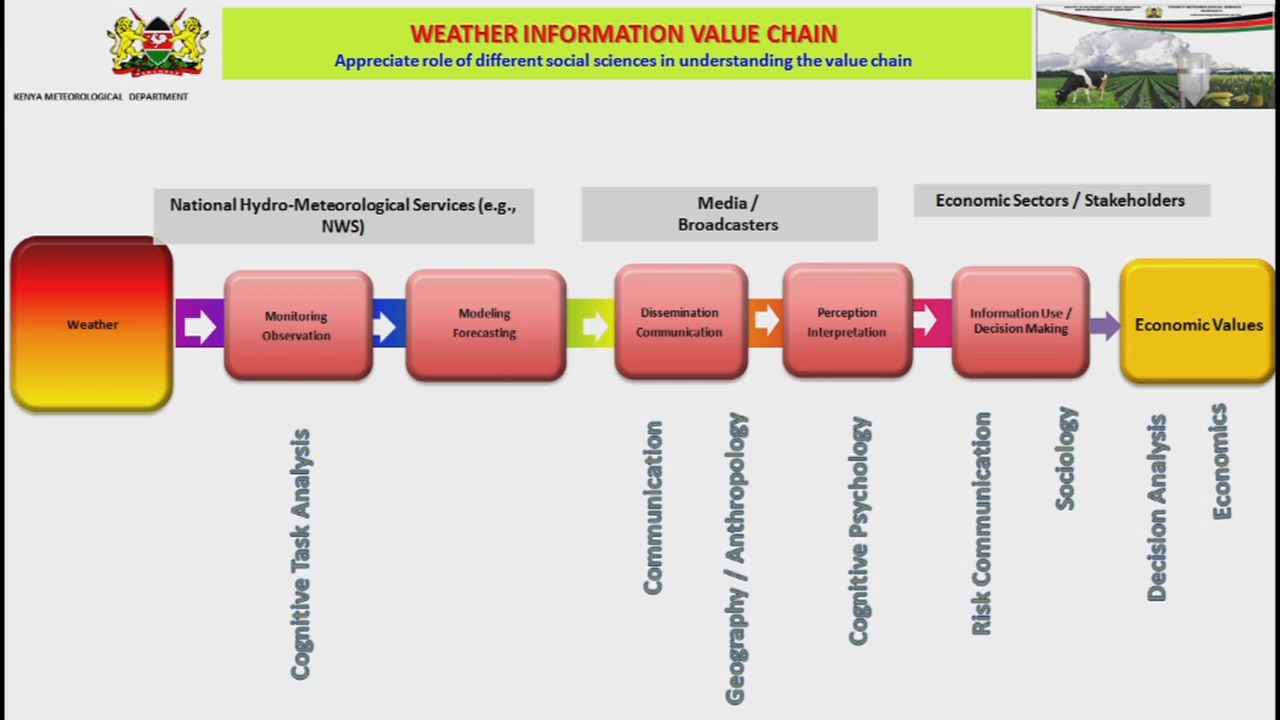 WEATHER INFORMATION VALUE CHAIN
Appreciate role of different social sciences in understanding the value chain
KENYA METEOROLOGICAL DEPARTMENT
National Hydro-Meteorological Services (e.g.,
NWS)
Media /
Broadcasters
Economic Sectors / Stakeholders
Weather
Monitoring
Observation
Modeling
Forecasting
Dissemination
Communication
Perception
Interpretation
Information Use /
Decision Making
Economic Values
Cognitive Task Analysis
Communication
Geography / Anthropology
Cognitive Psychology
Risk Communication
Sociology
Decision Analysis
Economics